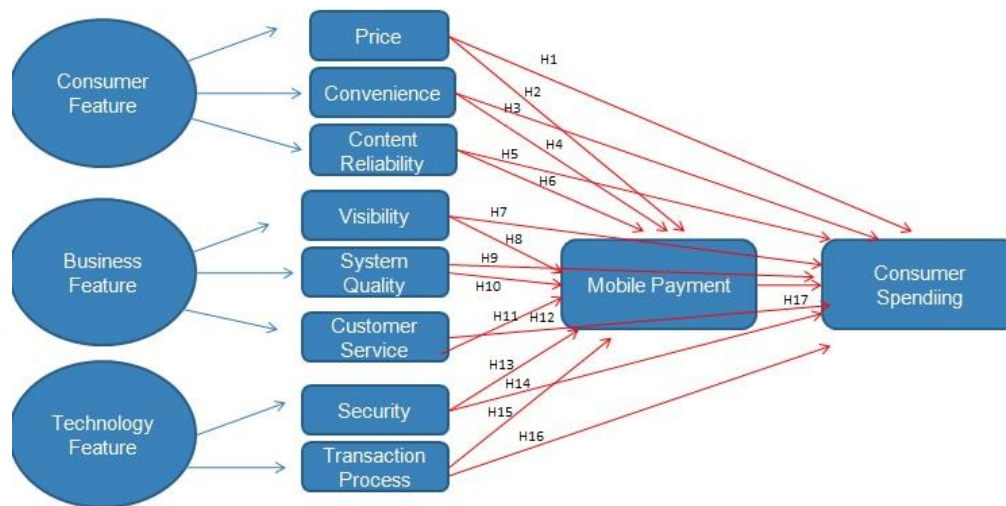 Consumer
Feature
Price
Convenience
Content
Reliability
H1
H2
H3
H4
H5
H6
Business
Feature
Visibility
System
Quality
Customer
Service
H7
H8
H9
H10
H11
H12
H17
Mobile Payment
Consumer
Spendiing
Technology
Feature
Security
Transaction
Process
H13
H14
H15
H16